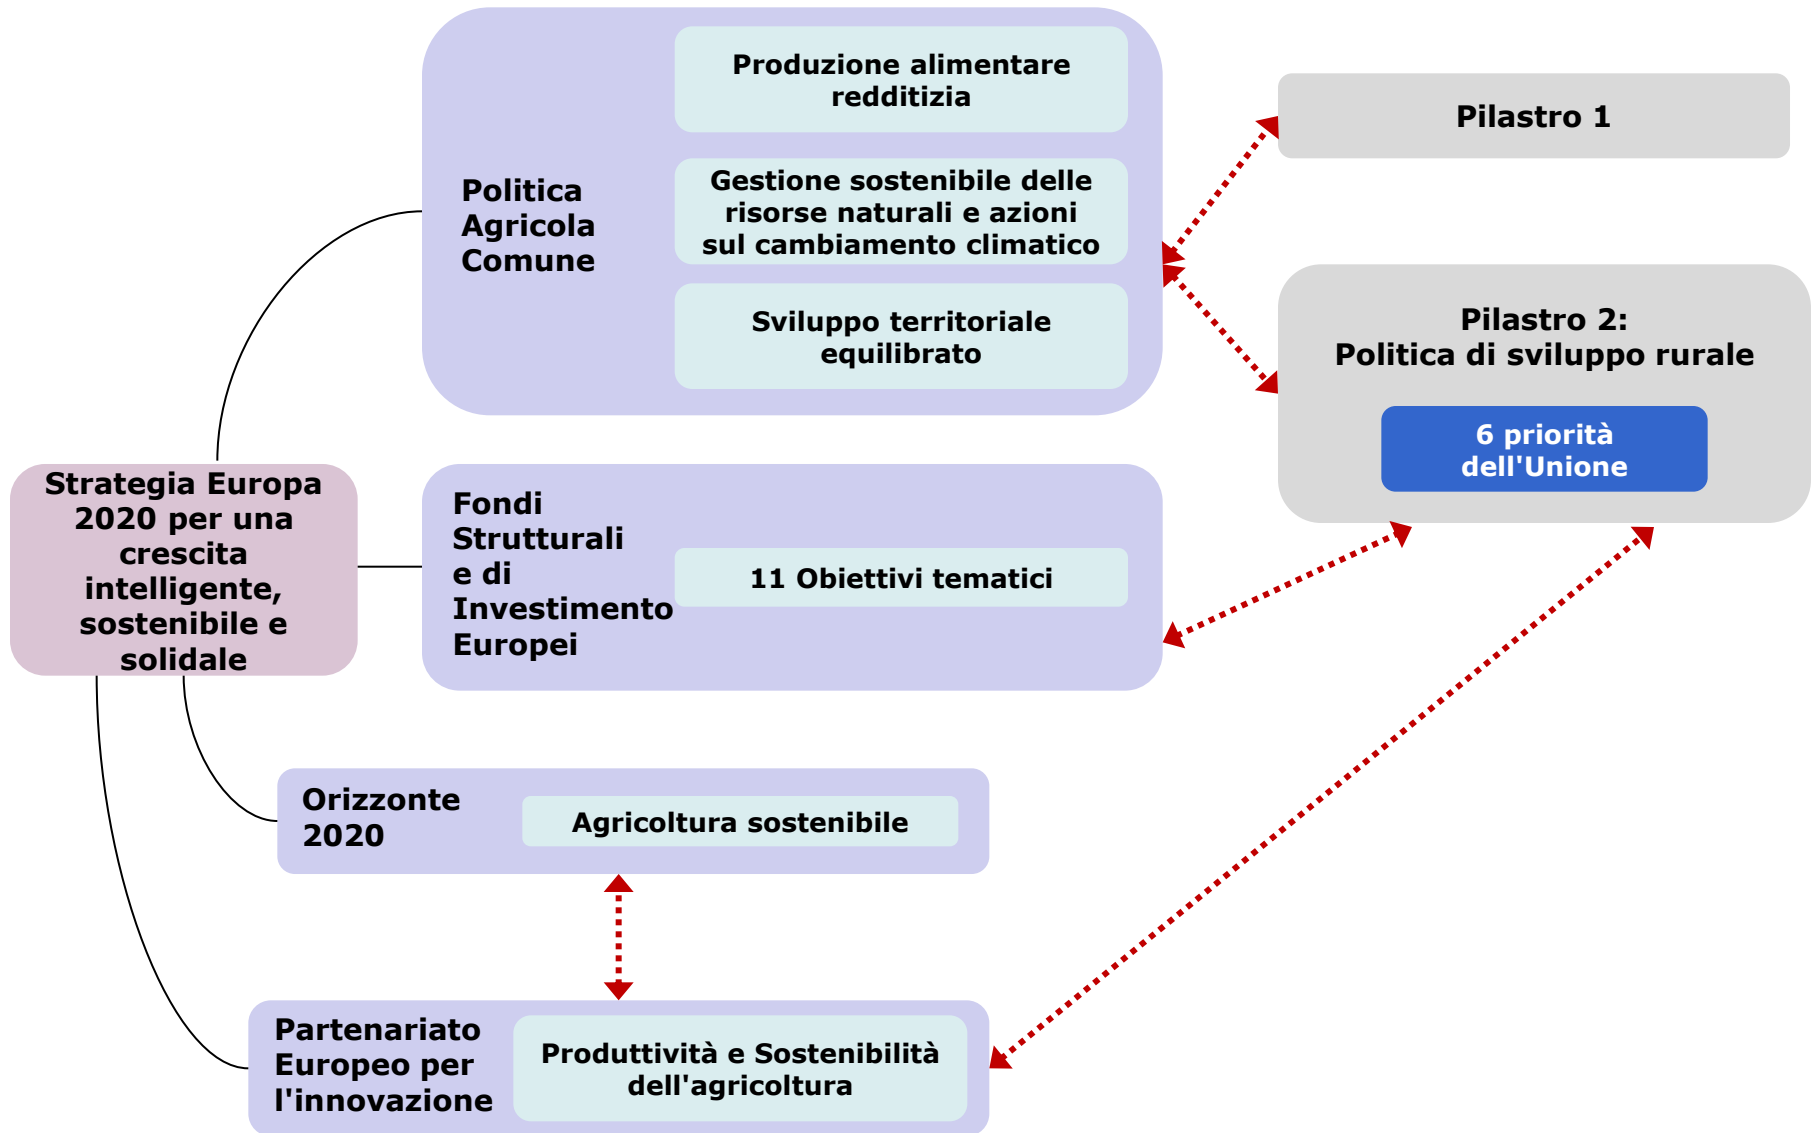 Produzione alimentare
redditizia
Politica
Agricola
Comune
Gestione sostenibile delle
risorse naturali e azioni
sul cambiamento climatico
Sviluppo territoriale
equilibrato
Pilastro 1
Pilastro 2:
Politica di sviluppo rurale
6 priorità
dell'Unione
Strategia Europa
2020 per una
crescita
intelligente,
sostenibile e
solidale
Fondi
Strutturali
e di
Investimento
Europei
11 Obiettivi tematici
Orizzonte
2020
Agricoltura sostenibile
Partenariato
Europeo per
l'innovazione
Produttività e Sostenibilità
dell'agricoltura